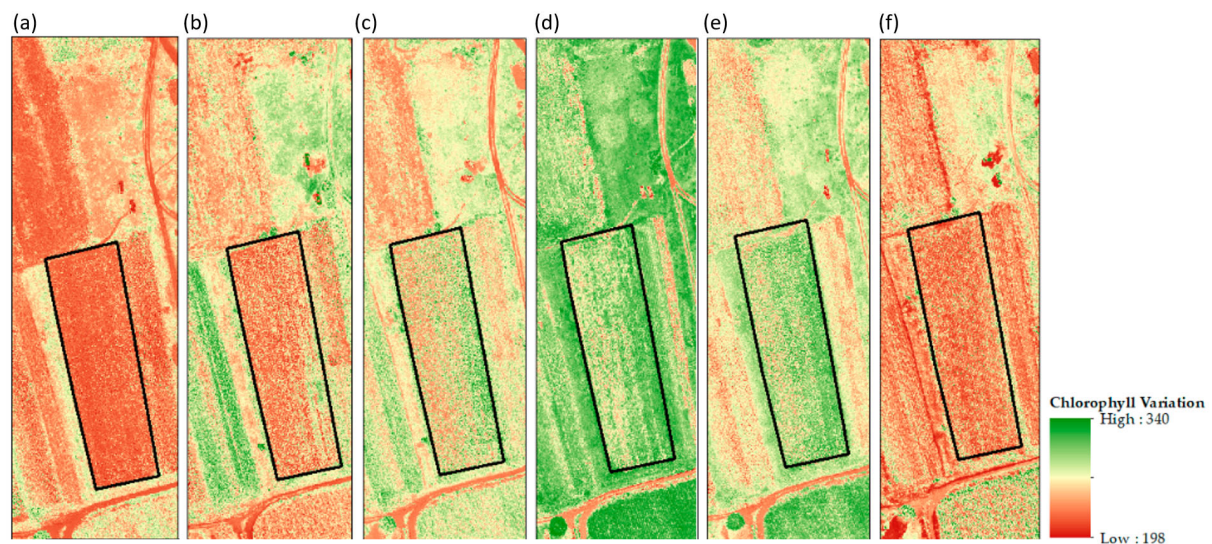 (a) (b) (c) (d) (e) (f)
Chlorophyll Variation
High : 340
Low : 198